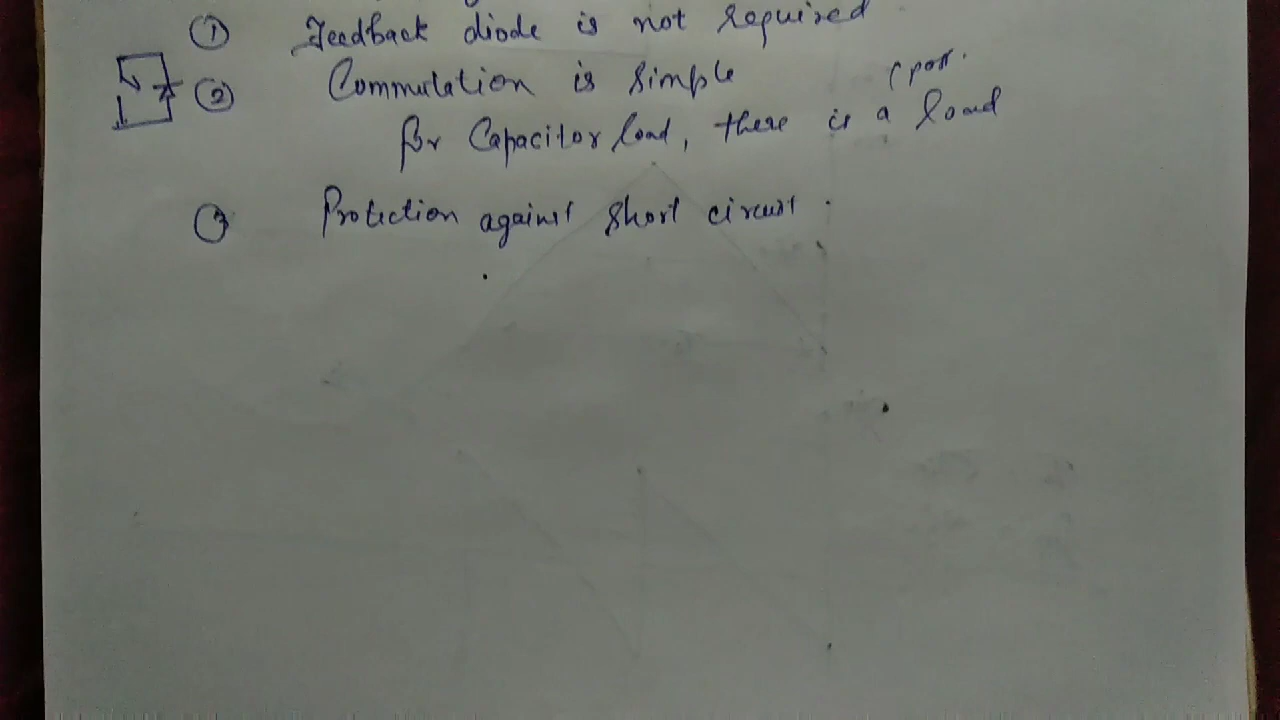 ① Feedback diode is not required
② Commutation is simple
for Capacitor load, there is a load
③ Protection against short circuit.